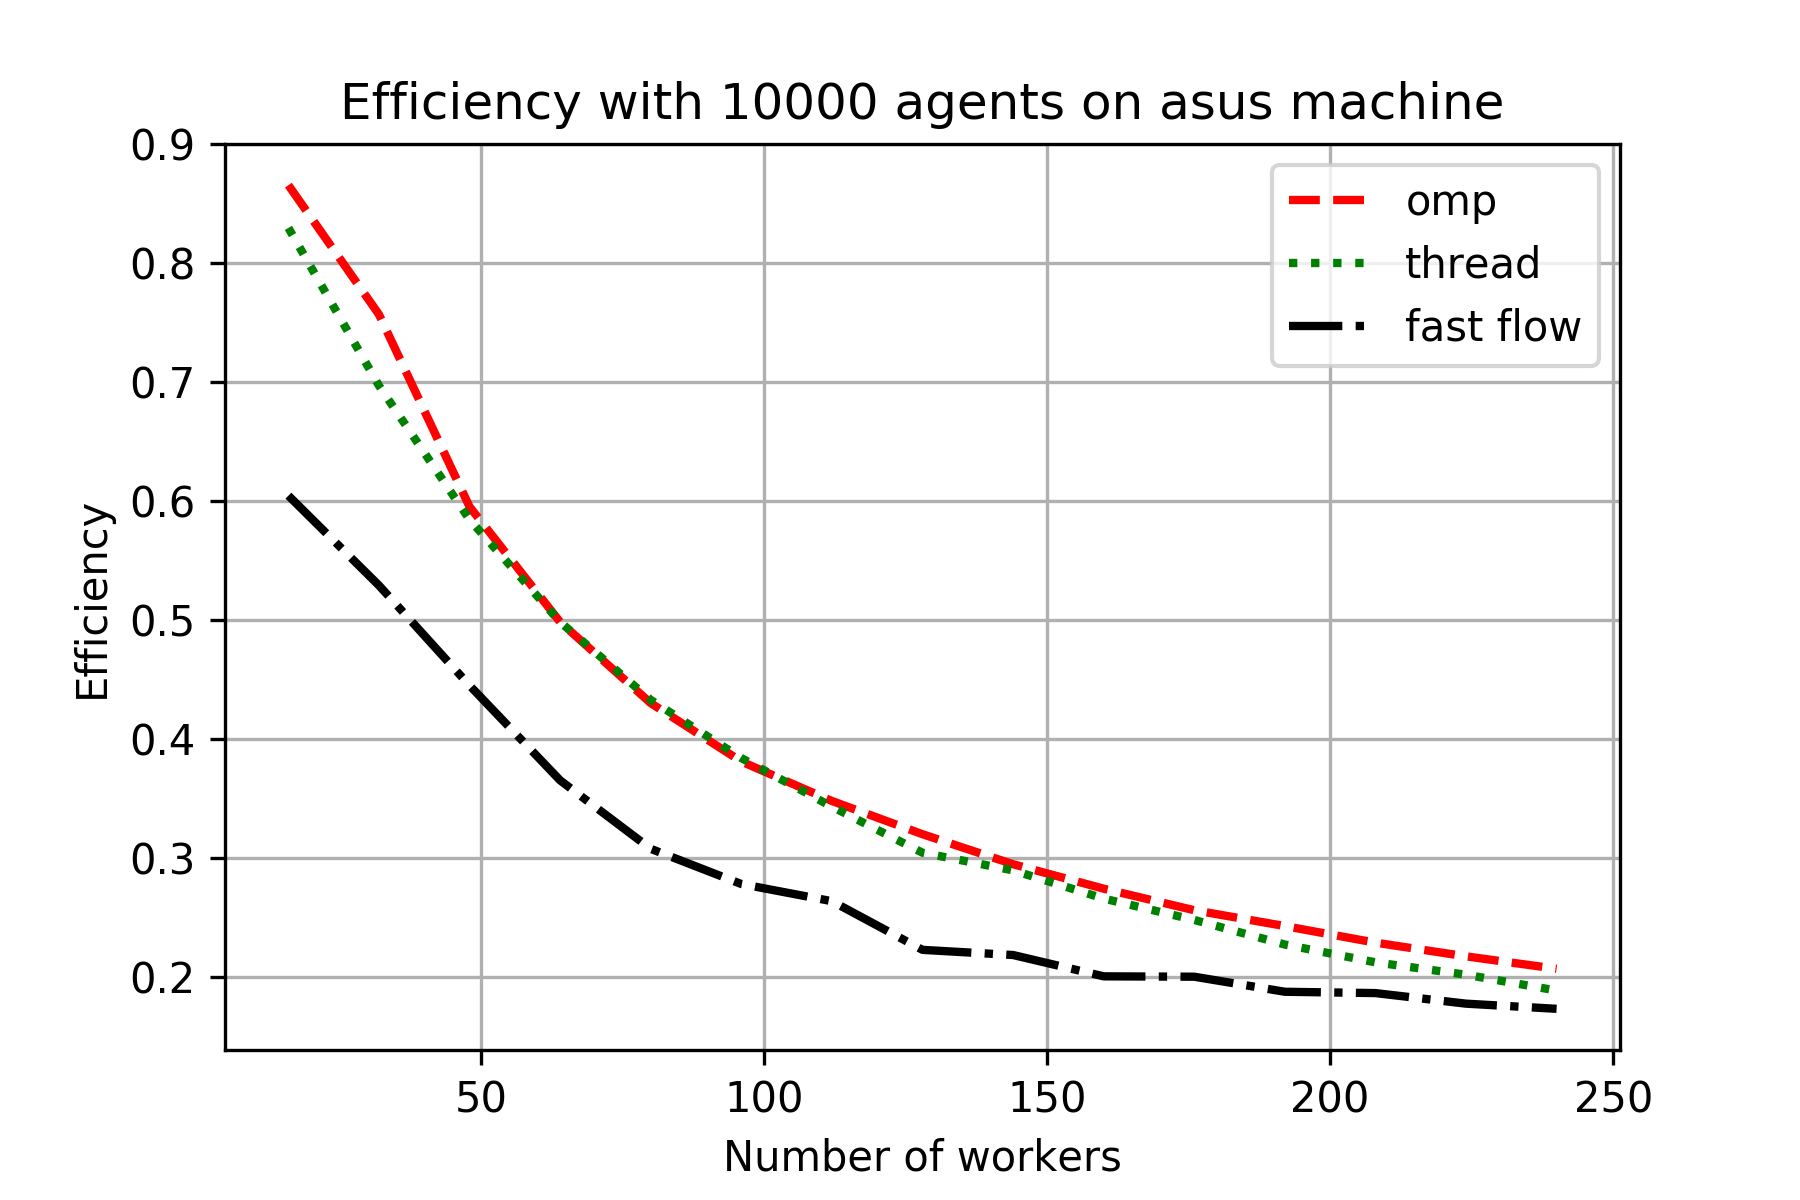 Efficiency with 10000 agents on asus machine
0.9
0.8
0.7
0.6
0.5
0.4
0.3
0.2
Efficiency
omp
thread
fast flow
50 100 150 200 250
Number of workers